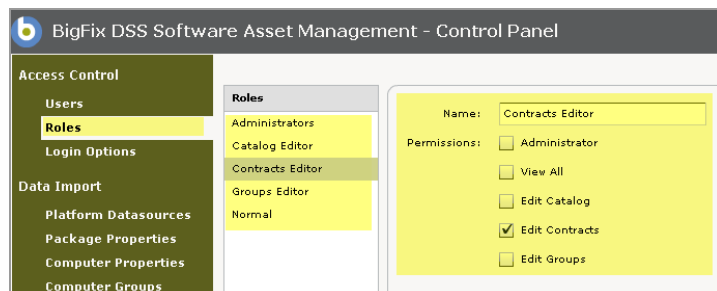 BigFix DSS Software Asset Management - Control Panel
Access Control
Users
Roles
Login Options
Data Import
Platform Datasources
Package Properties
Computer Properties
Computer Groups
Roles
Administrators
Catalog Editor
Contracts Editor
Groups Editor
Normal
Name: Contracts Editor
Permissions: Administrator
View All
Edit Catalog
Edit Contracts
Edit Groups